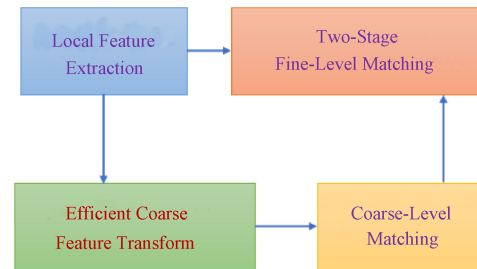 Local Feature
Extraction
Two-Stage
Fine-Level Matching
Efficient Coarse
Feature Transform
Coarse-Level
Matching